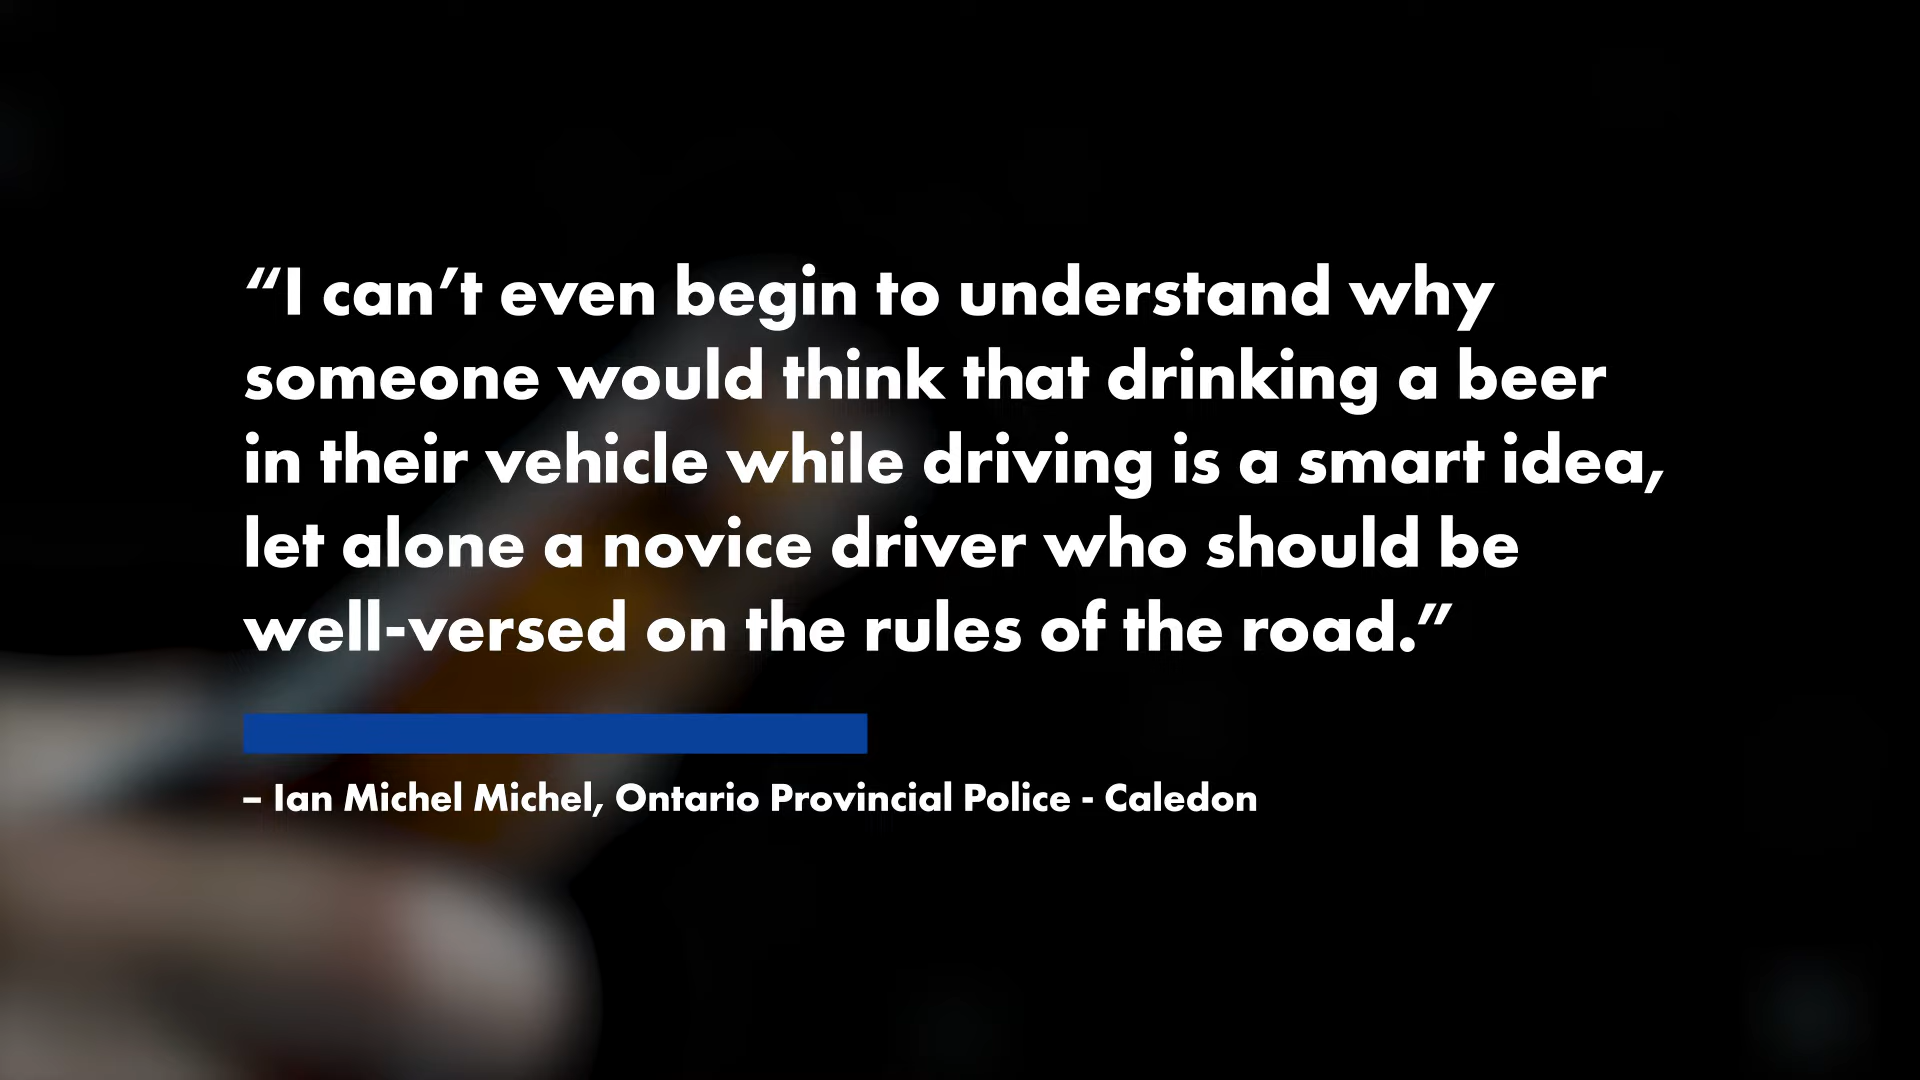 “I can’t even begin to understand why
someone would think that drinking a beer
in their vehicle while driving is a smart idea,
let alone a novice driver who should be
well-versed on the rules of the road.”
– Ian Michel Michel, Ontario Provincial Police - Caledon